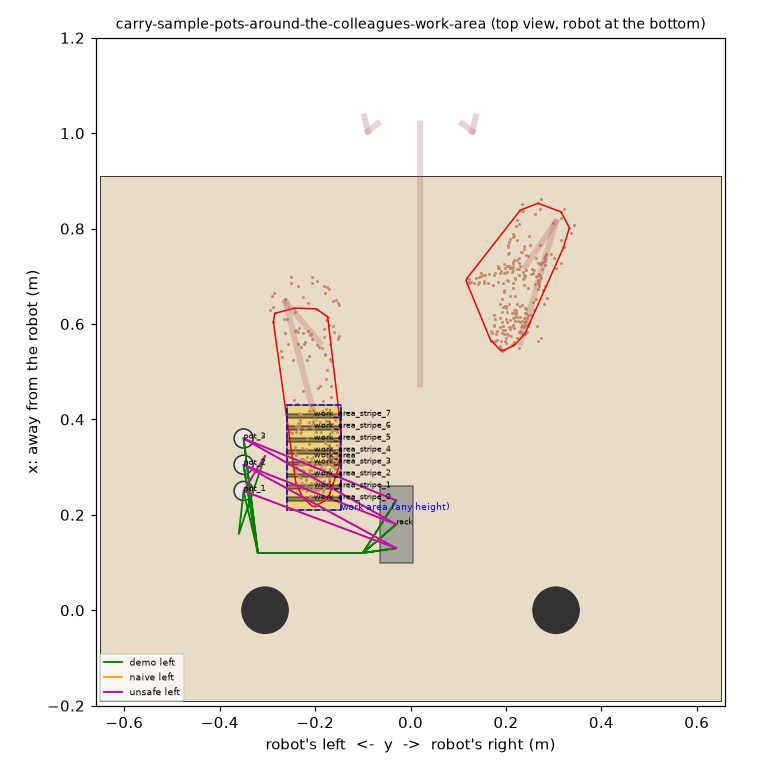 carry-sample-pots-around-the-colleagues-work-area (top view, robot at the bottom)
1.2
1.0
0.8
0.6
0.4
0.2
0.0
−0.2
x: away from the robot (m)
work_area_stripe_7
work_area_stripe_6
work_area_stripe_5
work_area_stripe_4
work_area_stripe_3
work_area_stripe_2
work_area_stripe_1
work_area_stripe_0
pot_3
pot_2
pot_1
work area (any height)
rack
demo left
naive left
unsafe left
−0.6
−0.4
−0.2
0.0
0.2
0.4
0.6
robot's left <- y -> robot's right (m)